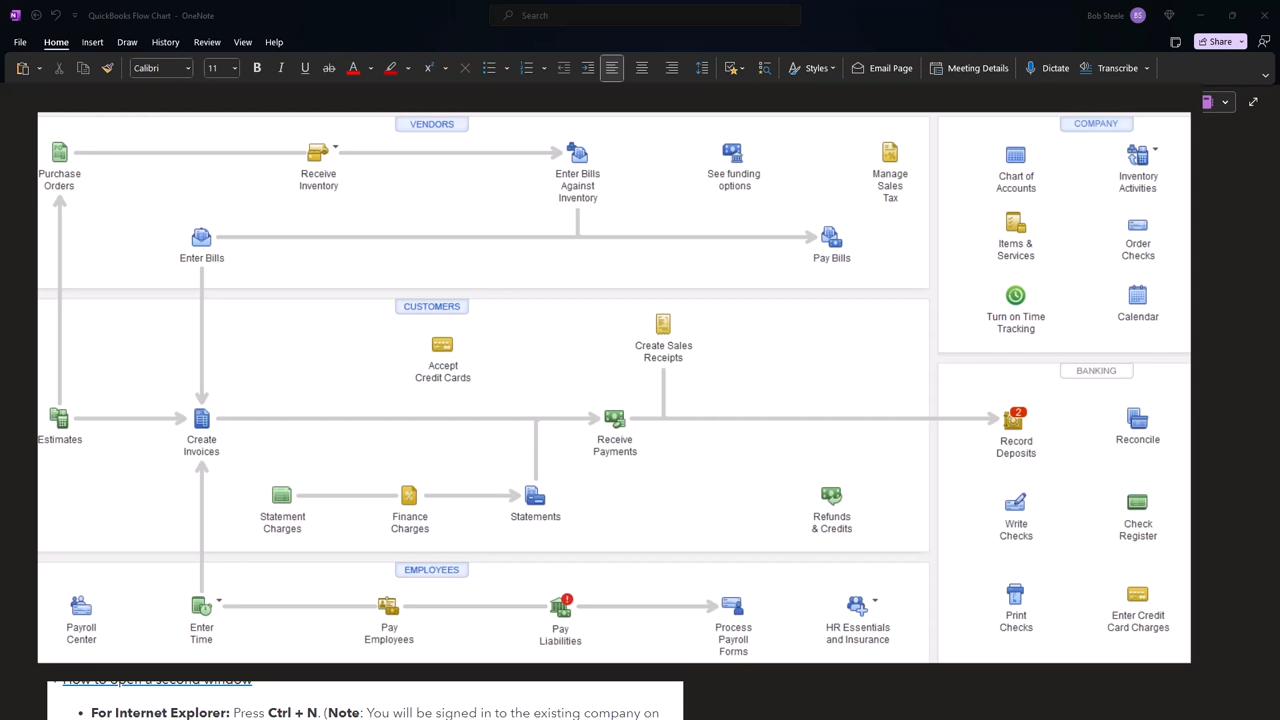 QuickBooks Flow Chart - OneNote
Search
Bob Steele
BS
File Home Insert Draw History Review View Help
Share
Calibri
11
B I U ab A x
Styles
Email Page
Meeting Details
Dictate
Transcribe
VENDORS
Purchase
Orders
Receive
Inventory
Enter Bills
Against
Inventory
See funding
options
Manage
Sales
Tax
Enter Bills
Pay Bills
CUSTOMERS
Accept
Credit Cards
Create Sales
Receipts
Estimates
Create
Invoices
Receive
Payments
Statement
Charges
Finance
Charges
Statements
Refunds
& Credits
EMPLOYEES
Payroll
Center
Enter
Time
Pay
Employees
Pay
Liabilities
Process
Payroll
Forms
HR Essentials
and Insurance
COMPANY
Chart of
Accounts
Inventory
Activities
Items &
Services
Order
Checks
Turn on Time
Tracking
Calendar
BANKING
2
Record
Deposits
Reconcile
Write
Checks
Check
Register
Print
Checks
Enter Credit
Card Charges
How to open a second window
• For Internet Explorer: Press Ctrl + N. (Note: You will be signed in to the existing company on